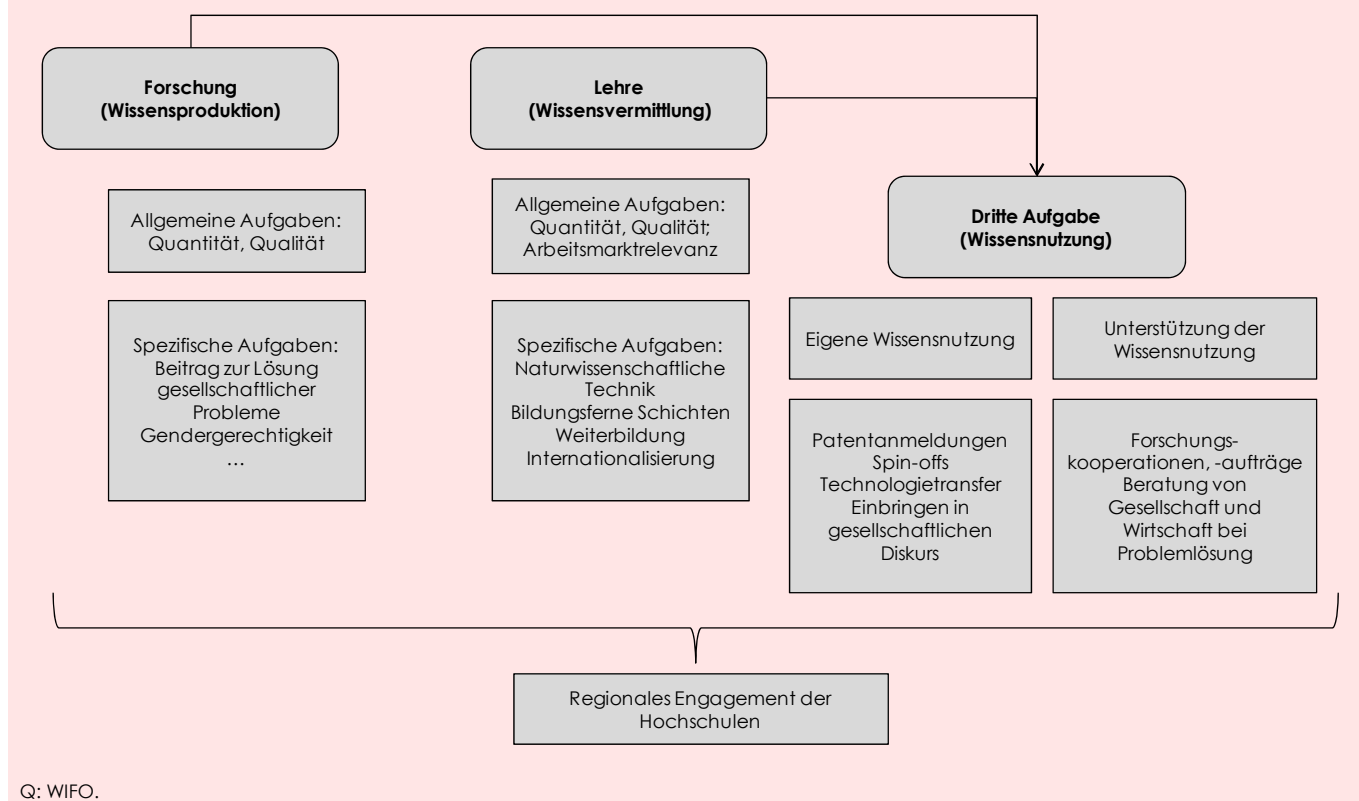 Forschung
(Wissensproduktion)
Lehre
(Wissensvermittlung)
Allgemeine Aufgaben:
Quantität, Qualität
Allgemeine Aufgaben:
Quantität, Qualität;
Arbeitsmarktrelevanz
Dritte Aufgabe
(Wissensnutzung)
Spezifische Aufgaben:
Beitrag zur Lösung
gesellschaftlicher
Probleme
Gendergerechtigkeit
…
Spezifische Aufgaben:
Naturwissenschaftliche
Technik
Bildungsferne Schichten
Weiterbildung
Internationalisierung
Eigene Wissensnutzung
Unterstützung der
Wissensnutzung
Patentanmeldungen
Spin-offs
Technologietransfer
Einbringen in
gesellschaftlichen
Diskurs
Forschungs-
kooperationen, -aufträge
Beratung von
Gesellschaft und
Wirtschaft bei
Problemlösung
Regionales Engagement der
Hochschulen
Q: WIFO.